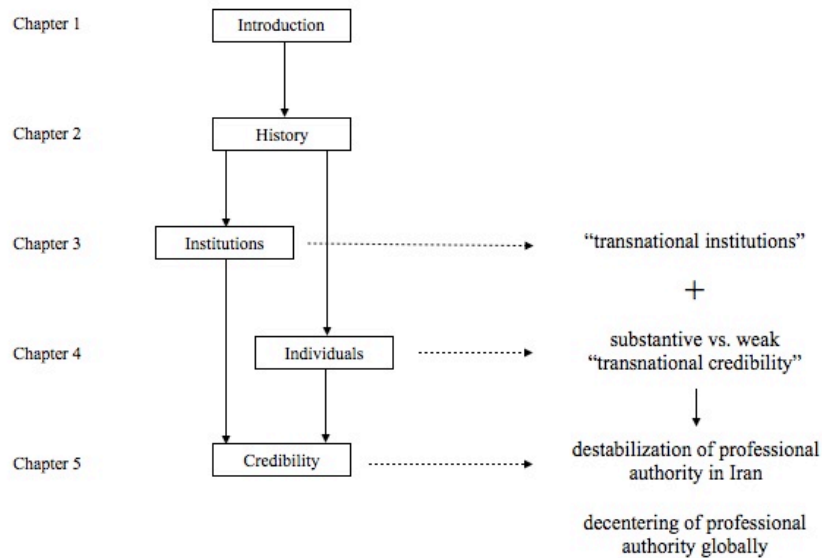 Chapter 1
Introduction
Chapter 2
History
Chapter 3
Institutions
“transnational institutions”
+
Chapter 4
Individuals
substantive vs. weak
“transnational credibility”
Chapter 5
Credibility
destabilization of professional
authority in Iran
decentering of professional
authority globally